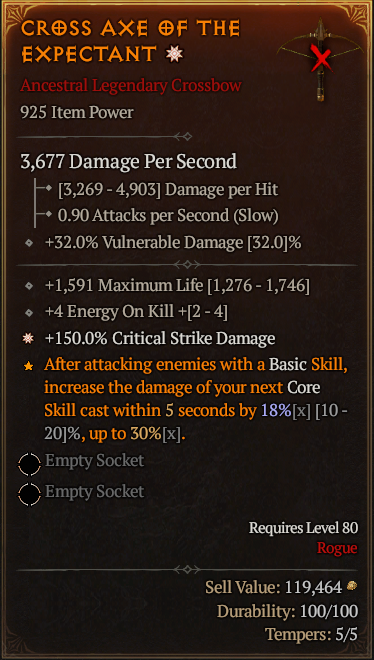 CROSS AXE OF THE
EXPECTANT
Ancestral Legendary Crossbow
925 Item Power
3,677 Damage Per Second
[3,269 - 4,903] Damage per Hit
0.90 Attacks per Second (Slow)
+32.0% Vulnerable Damage [32.0]%
+1,591 Maximum Life [1,276 - 1,746]
+4 Energy On Kill +[2 - 4]
+150.0% Critical Strike Damage
After attacking enemies with a Basic Skill,
increase the damage of your next Core
Skill cast within 5 seconds by 18%[x] [10 -
20]%, up to 30%[x].
Empty Socket
Empty Socket
Requires Level 80
Rogue
Sell Value: 119,464
Durability: 100/100
Tempers: 5/5